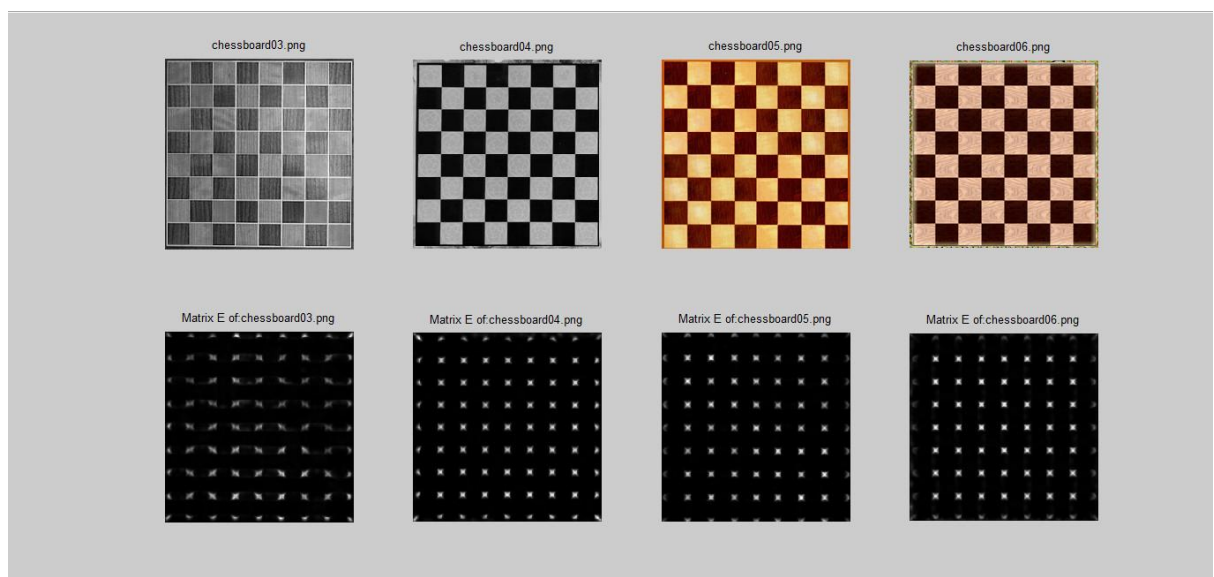 chessboard03.png
chessboard04.png
chessboard05.png
chessboard06.png
Matrix E of:chessboard03.png
Matrix E of:chessboard04.png
Matrix E of:chessboard05.png
Matrix E of:chessboard06.png